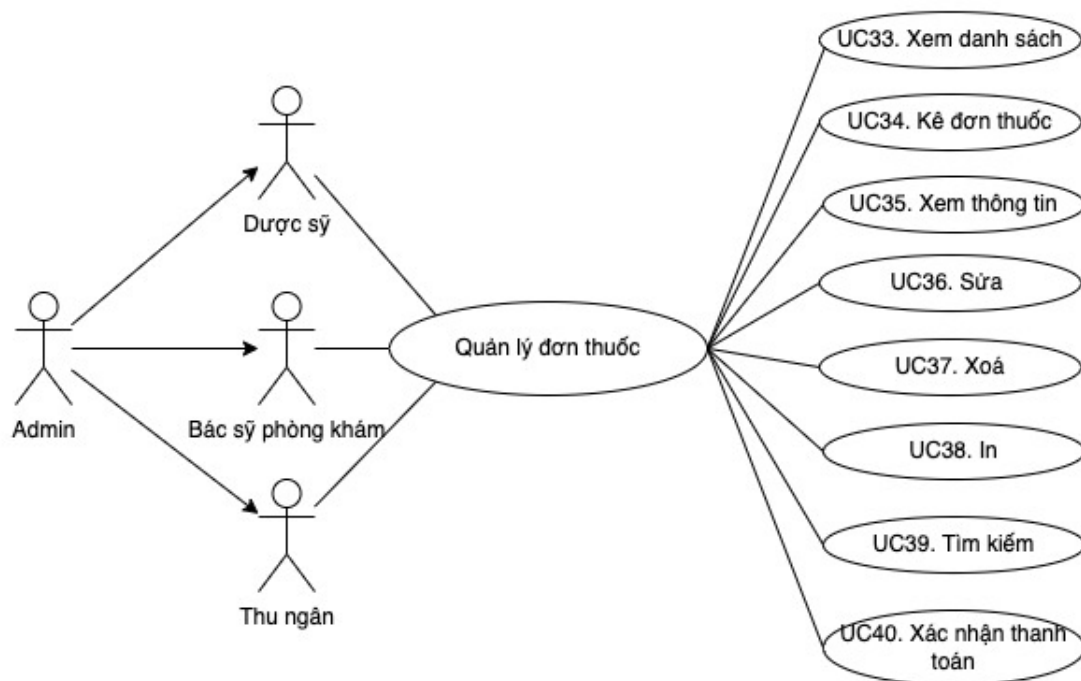 UC33. Xem danh sách
UC34. Kê đơn thuốc
Dược sỹ
UC35. Xem thông tin
UC36. Sửa
Quản lý đơn thuốc
UC37. Xoá
Admin
Bác sỹ phòng khám
UC38. In
UC39. Tìm kiếm
Thu ngân
UC40. Xác nhận thanh
toán